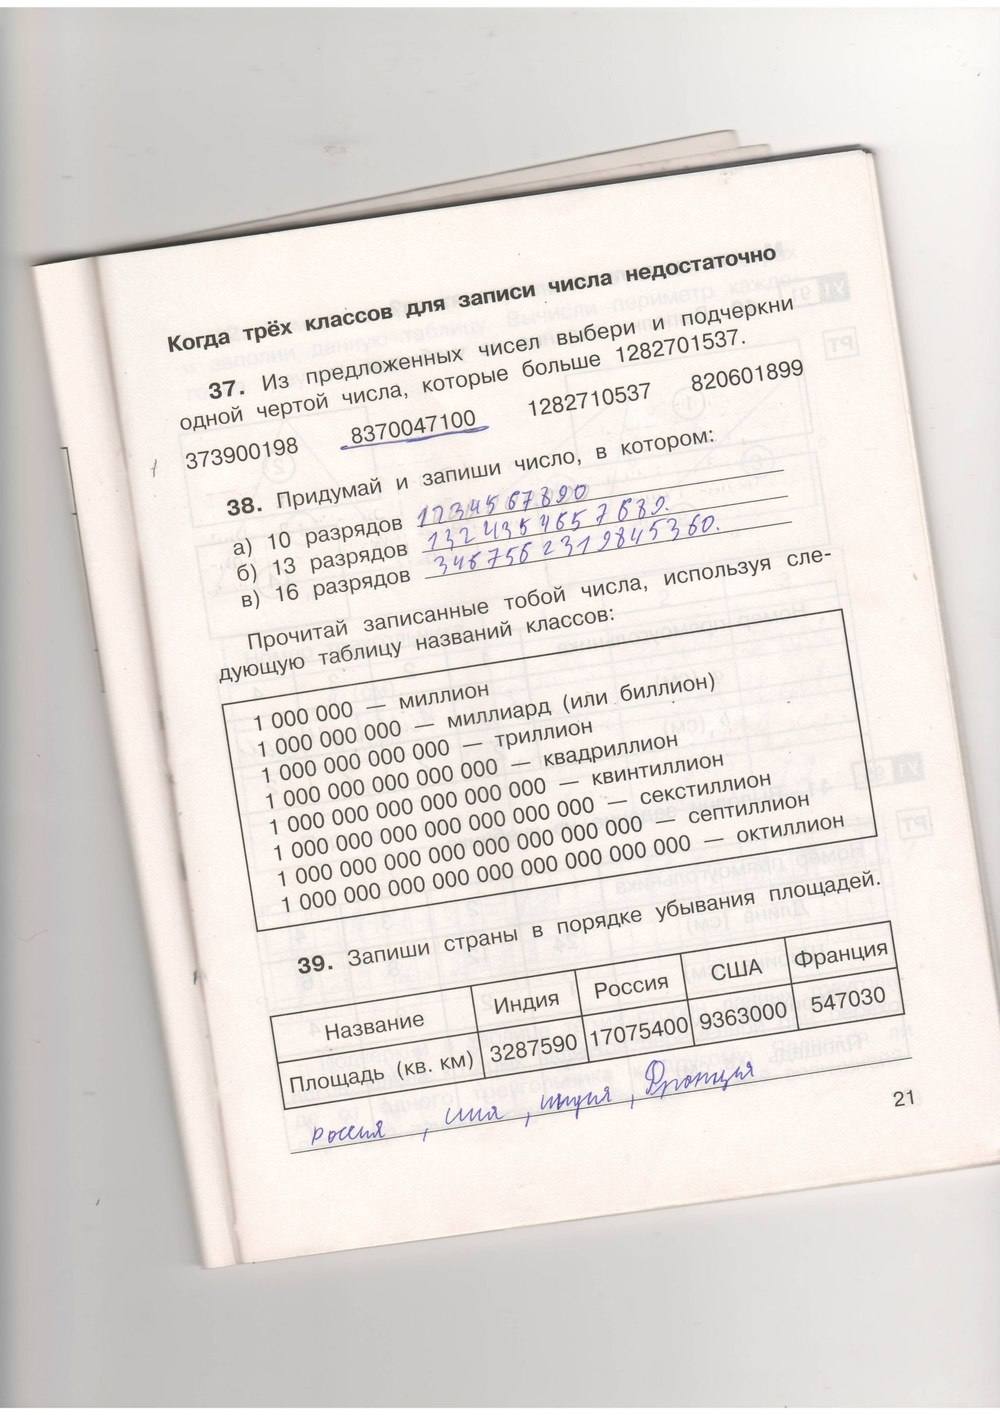 Когда трёх классов для записи числа недостаточно
37. Из предложенных чисел выбери и подчеркни
одной чертой числа, которые больше 1282701537.
373900198 8370047100 1282710537 820601899
38. Придумай и запиши число, в котором:
а) 10 разрядов 1234567890
б) 13 разрядов
в) 16 разрядов
Прочитай записанные тобой числа, используя сле-
дующую таблицу названий классов:
1 000 000 — миллион
1 000 000 000 — миллиард (или биллион)
1 000 000 000 000 — триллион
1 000 000 000 000 000 — квадриллион
1 000 000 000 000 000 000 — квинтиллион
1 000 000 000 000 000 000 000 — секстиллион
1 000 000 000 000 000 000 000 000 — септиллион
1 000 000 000 000 000 000 000 000 000 — октиллион
39. Запиши страны в порядке убывания площадей.
Название Индия Россия США Франция
Площадь (кв. км) 3287590 17075400 9363000 547030
россия , сша , индия , Франция
21